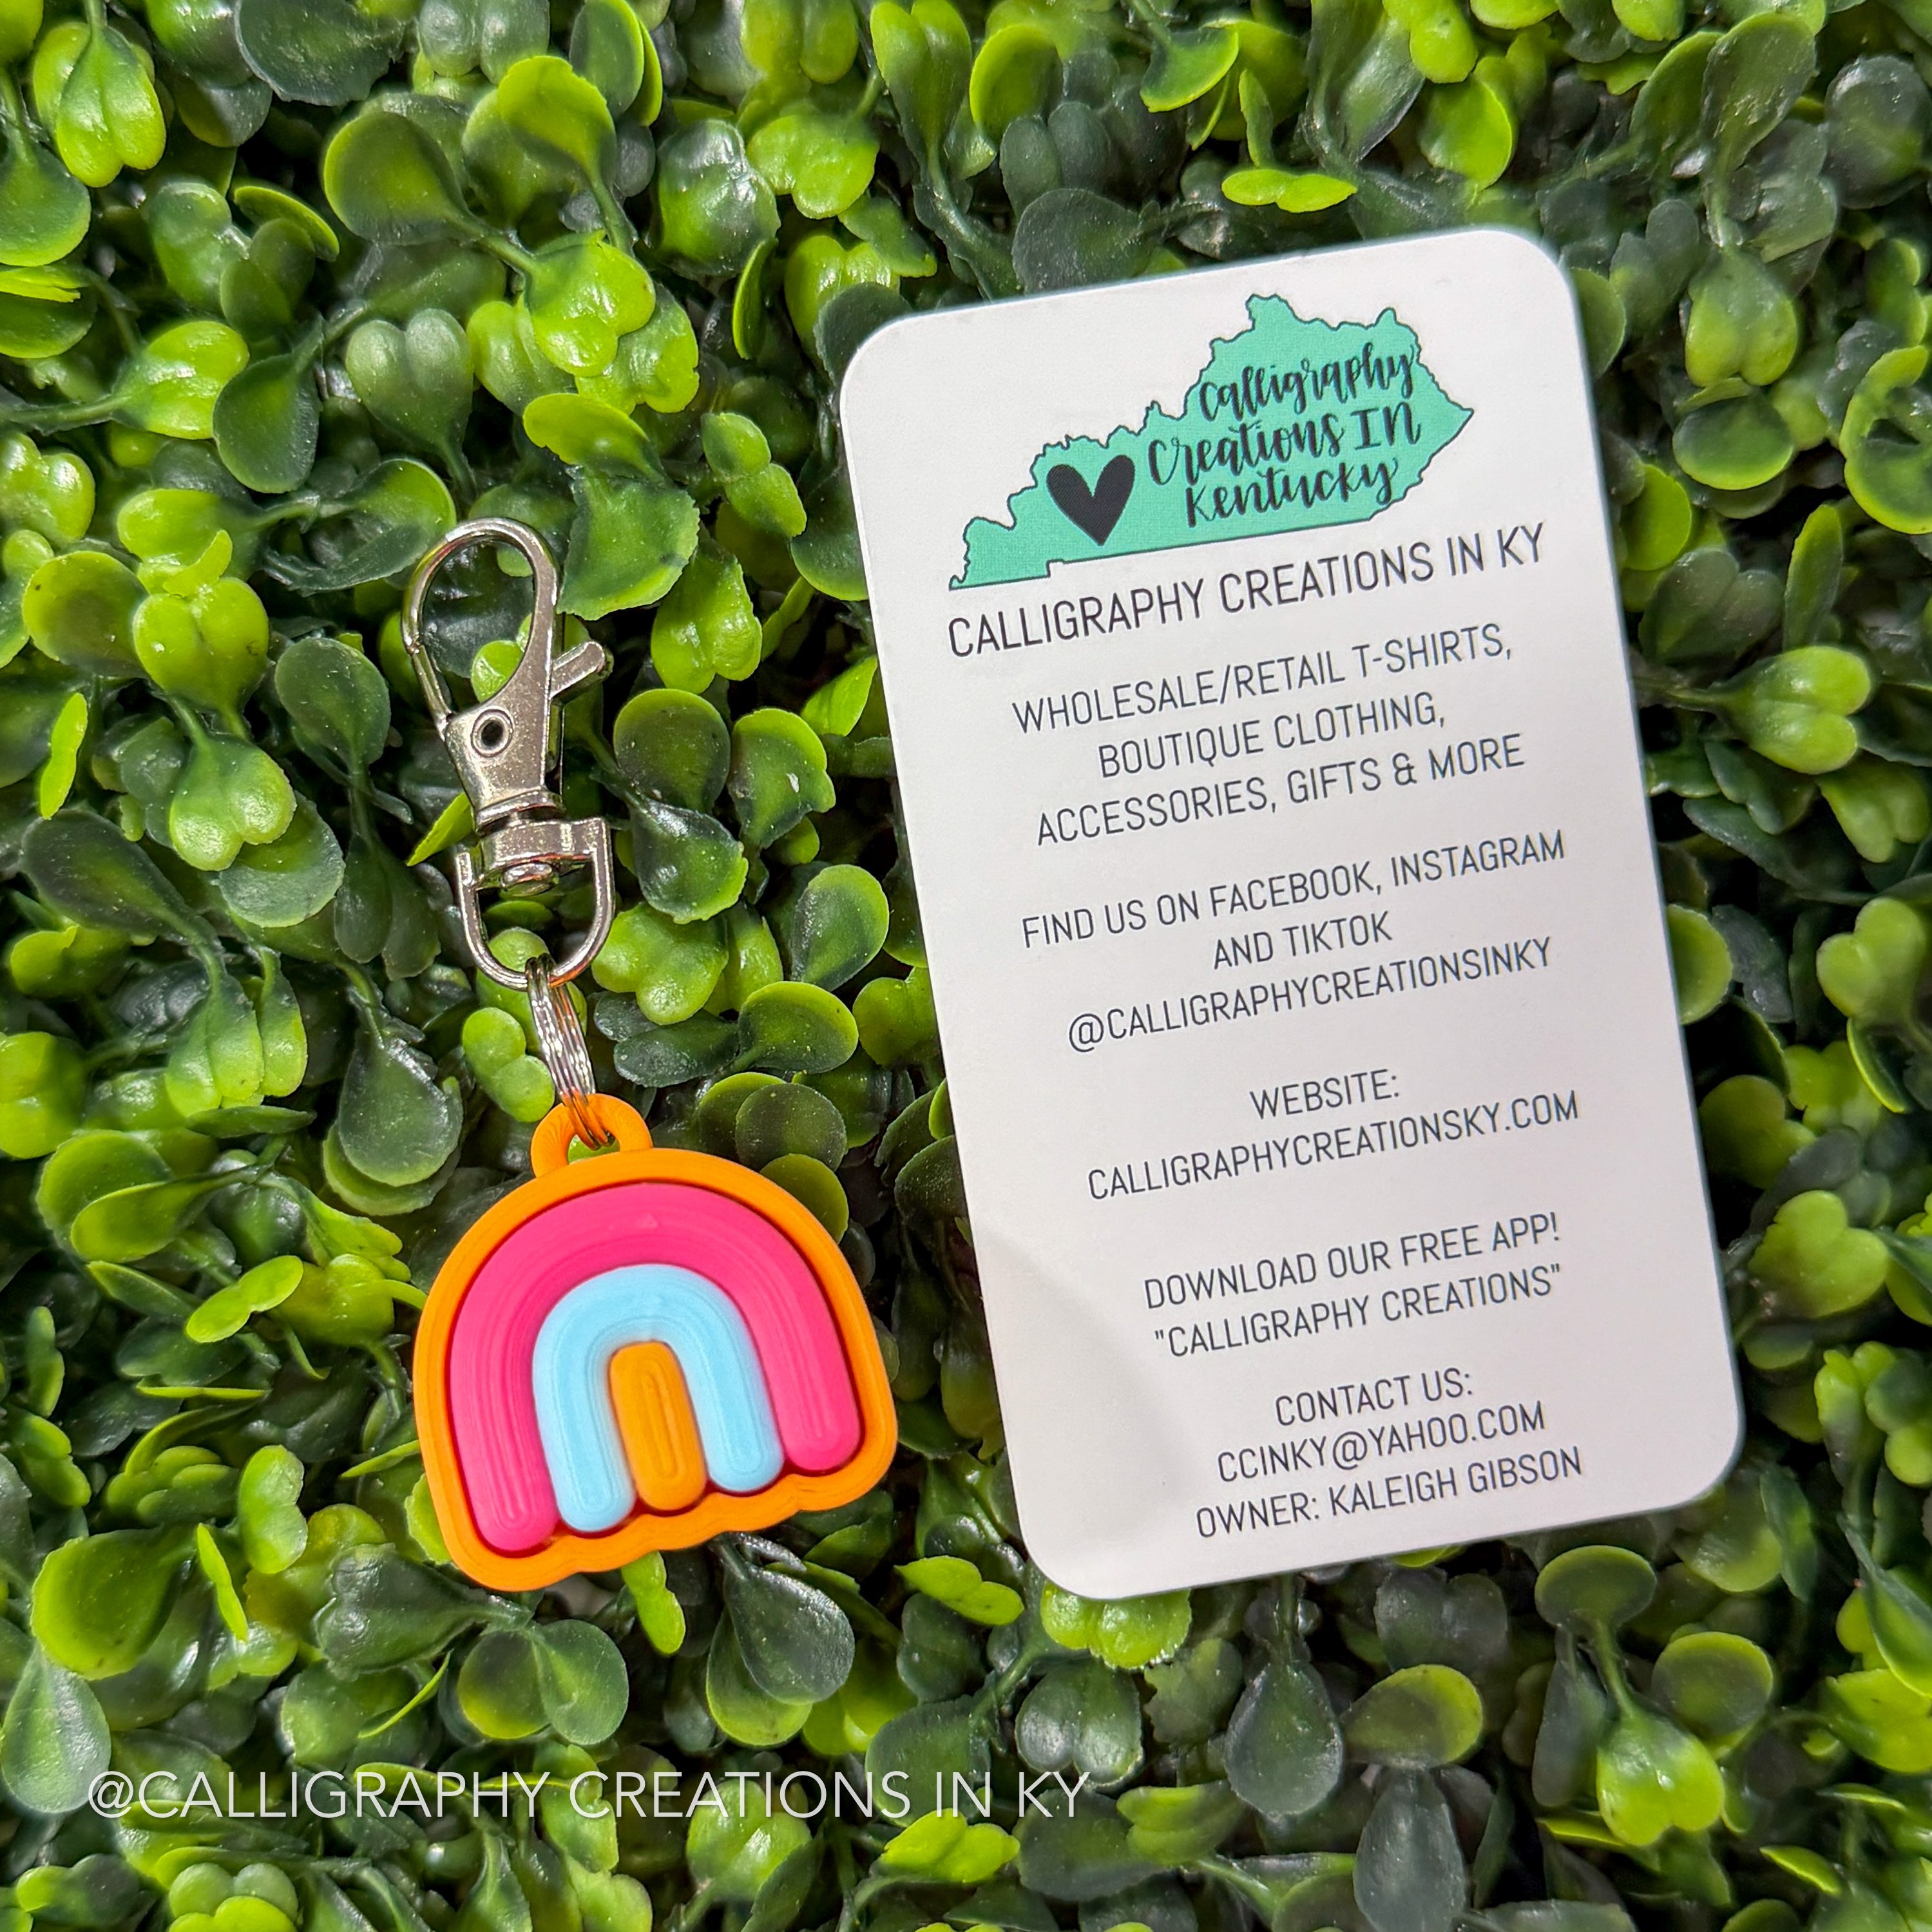 Calligraphy
Creations IN
Kentucky
CALLIGRAPHY CREATIONS IN KY
WHOLESALE/RETAIL T-SHIRTS,
BOUTIQUE CLOTHING,
ACCESSORIES, GIFTS & MORE
FIND US ON FACEBOOK, INSTAGRAM
AND TIKTOK
@CALLIGRAPHYCREATIONSINKY
WEBSITE:
CALLIGRAPHYCREATIONSKY.COM
DOWNLOAD OUR FREE APP!
"CALLIGRAPHY CREATIONS"
CONTACT US:
CCINKY@YAHOO.COM
OWNER: KALEIGH GIBSON
@CALLIGRAPHY CREATIONS IN KY